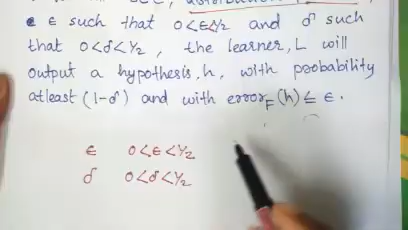 ϵ such that 0<ϵ<1/2 and δ such
that 0<δ<1/2, the learner, L will
output a hypothesis, h, with probability
atleast (1-δ) and with error_F(h) ≤ ϵ.
ϵ 0<ϵ<1/2
δ 0<δ<1/2